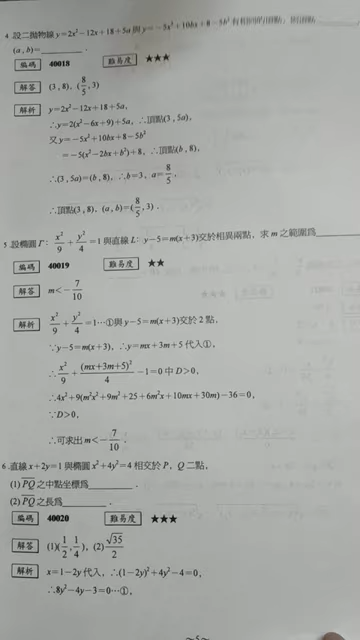 4.設二拋物線 y=2x²-12x+18+5a 與 y=-5x²+10bx+8-5b² 有相同的頂點，則頂點
(a , b)=________．
編碼 40018 難易度 ★★★
解答 (3 , 8)，(8/5 , 3)
解析 y=2x²-12x+18+5a，
∴y=2(x²-6x+9)+5a，∴頂點(3 , 5a)，
又 y=-5x²+10bx+8-5b²
=-5(x²-2bx+b²)+8，∴頂點(b , 8)，
∴(3 , 5a)=(b , 8)，∴b=3，a=8/5，
∴頂點(3 , 8)，(a , b)=(8/5 , 3)．
5.設橢圓 Γ：x²/9+y²/4=1與直線 L：y-5=m(x+3)交於相異兩點，求 m 之範圍為________
編碼 40019 難易度 ★★
解答 m<-7/10
解析 x²/9+y²/4=1…①與 y-5=m(x+3)交於 2 點，
∵y-5=m(x+3)，∴y=mx+3m+5 代入①，
∴x²/9+(mx+3m+5)²/4-1=0 中 D>0，
∴4x²+9(m²x²+9m²+25+6m²x+10mx+30m)-36=0，
∵D>0，
∴可求出 m<-7/10．
6.直線 x+2y=1 與橢圓 x²+4y²=4 相交於 P，Q 二點，
(1) PQ 之中點坐標為________．
(2) PQ 之長為________．
編碼 40020 難易度 ★★★
解答 (1)(1/2 , 1/4)，(2)√35/2
解析 x=1-2y 代入，∴(1-2y)²+4y²-4=0，
∴8y²-4y-3=0…①，
～5～